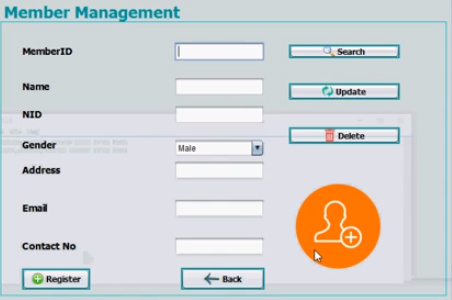 Member Management
MemberID
Search
Name
Update
NID
Delete
Gender
Male
Address
Email
Contact No
Register
Back